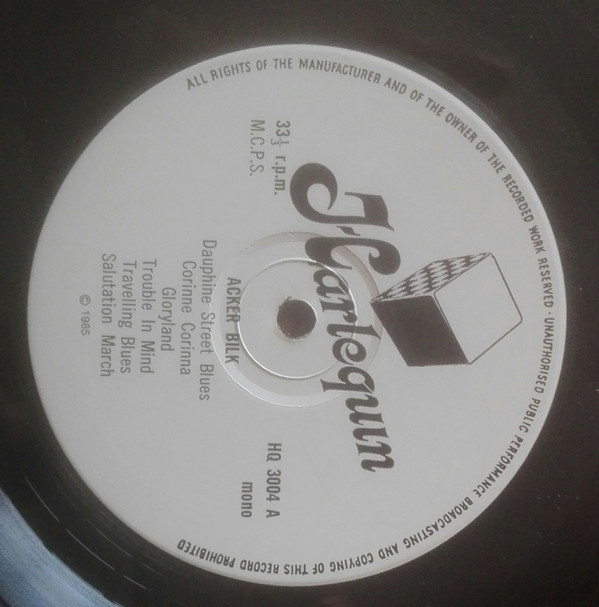 ALL RIGHTS OF THE MANUFACTURER AND OF THE OWNER OF THE RECORDED WORK RESERVED · UNAUTHORISED PUBLIC PERFORMANCE BROADCASTING AND COPYING OF THIS RECORD PROHIBITED
Harlequin
33⅓ r.p.m.
M.C.P.S.
HQ 3004 A
mono
ACKER BILK
Dauphine Street Blues
Corinne Corinna
Gloryland
Trouble In Mind
Travelling Blues
Salutation March
© 1985